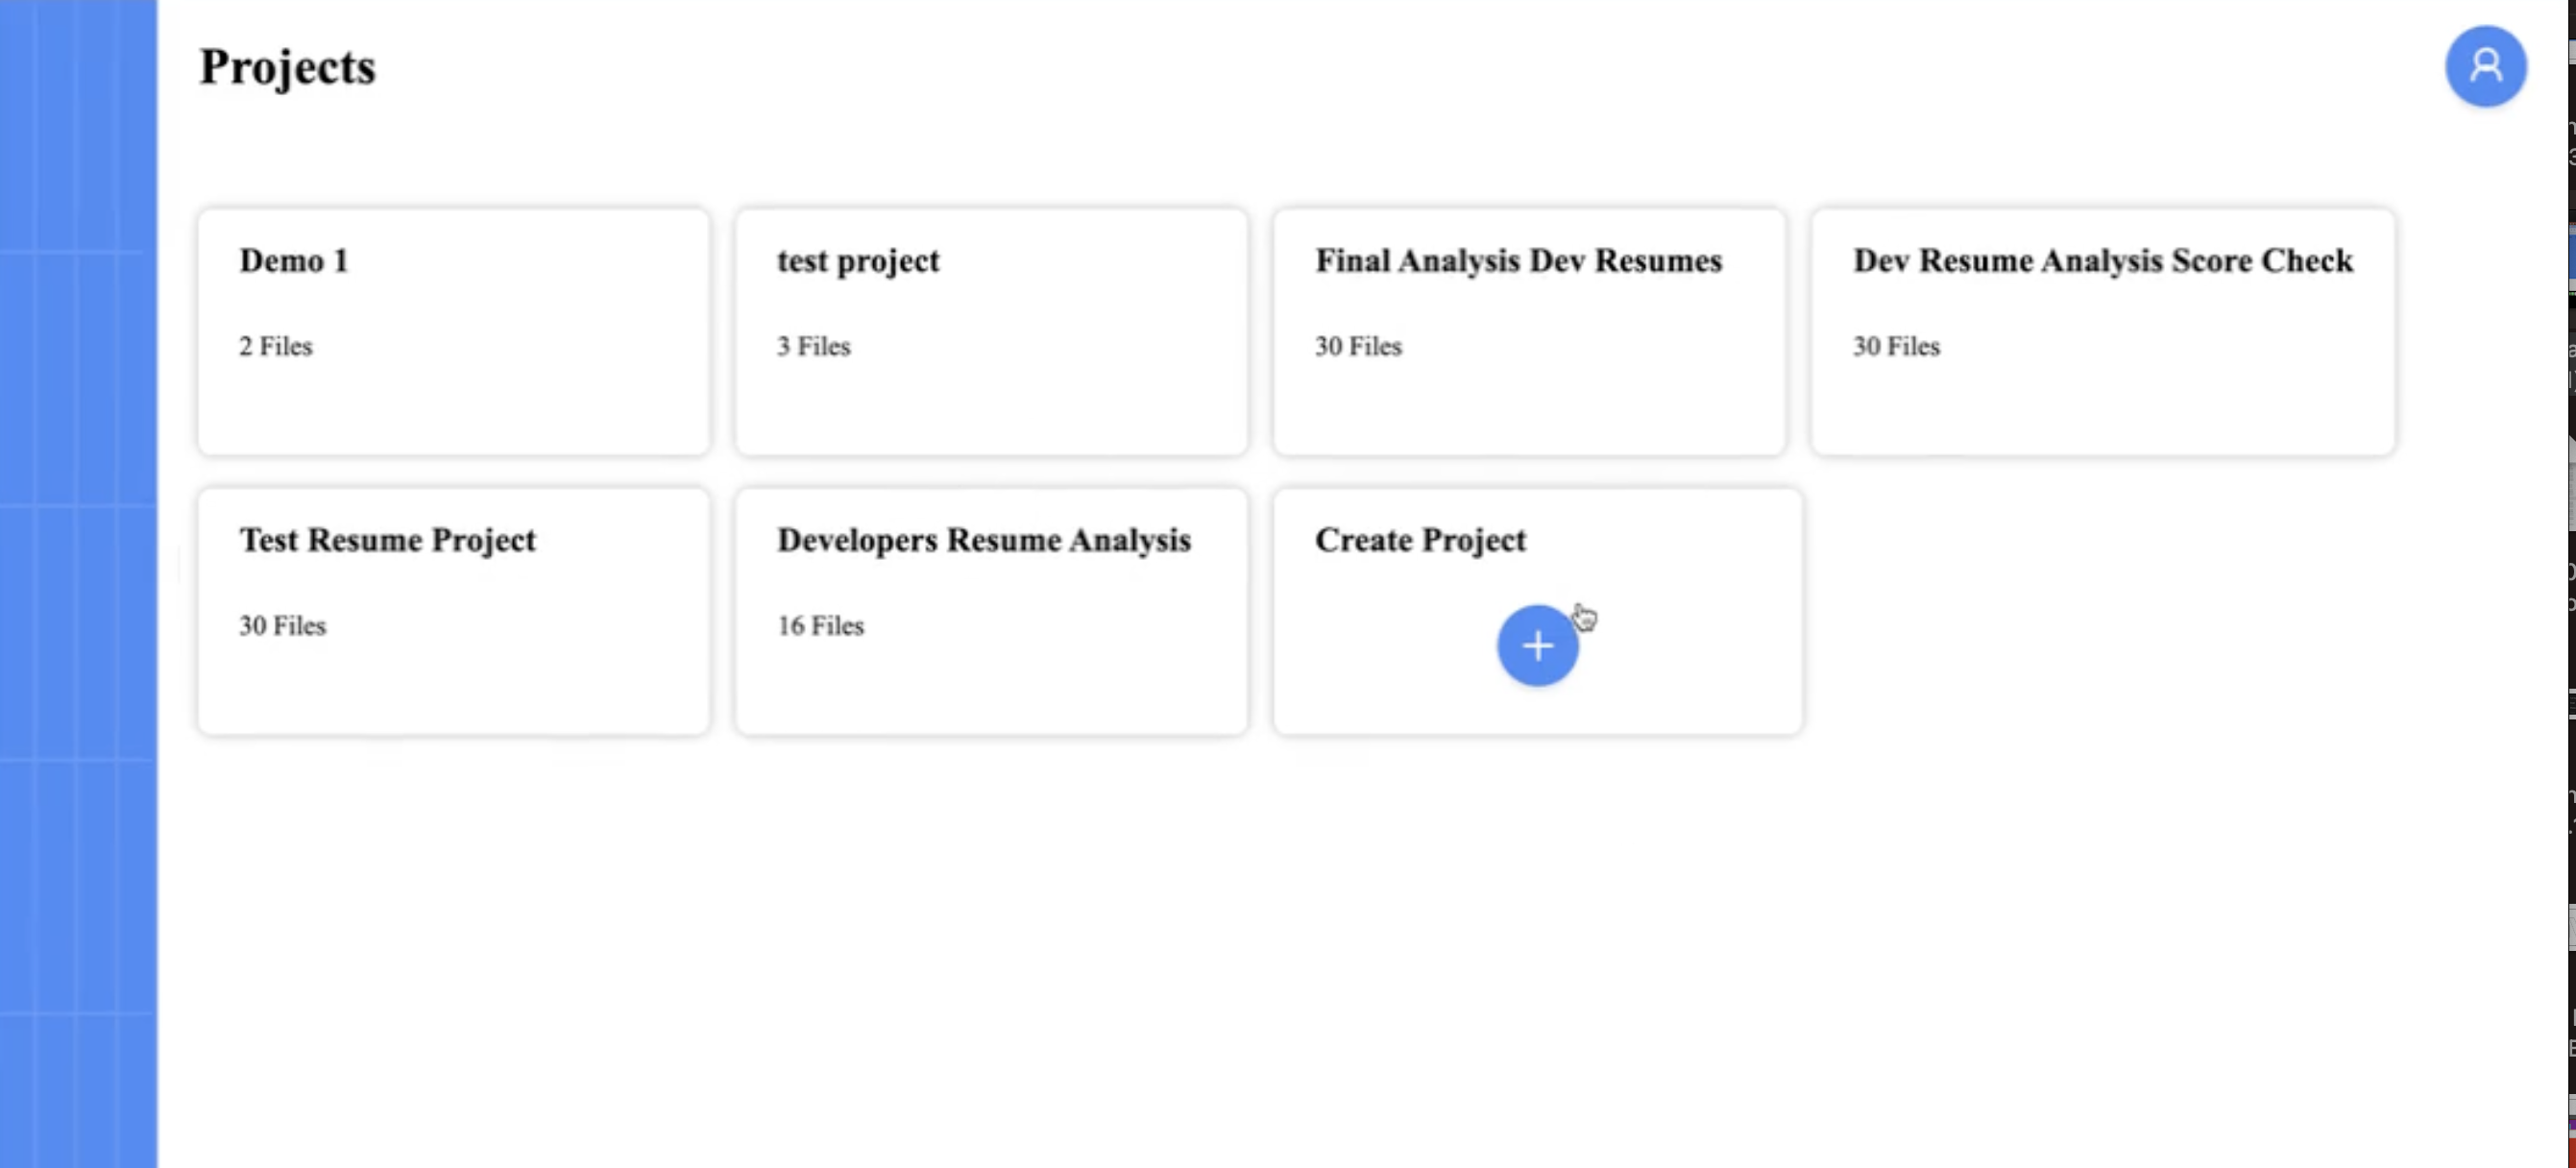 Projects
Demo 1
2 Files
test project
3 Files
Final Analysis Dev Resumes
30 Files
Dev Resume Analysis Score Check
30 Files
Test Resume Project
30 Files
Developers Resume Analysis
16 Files
Create Project